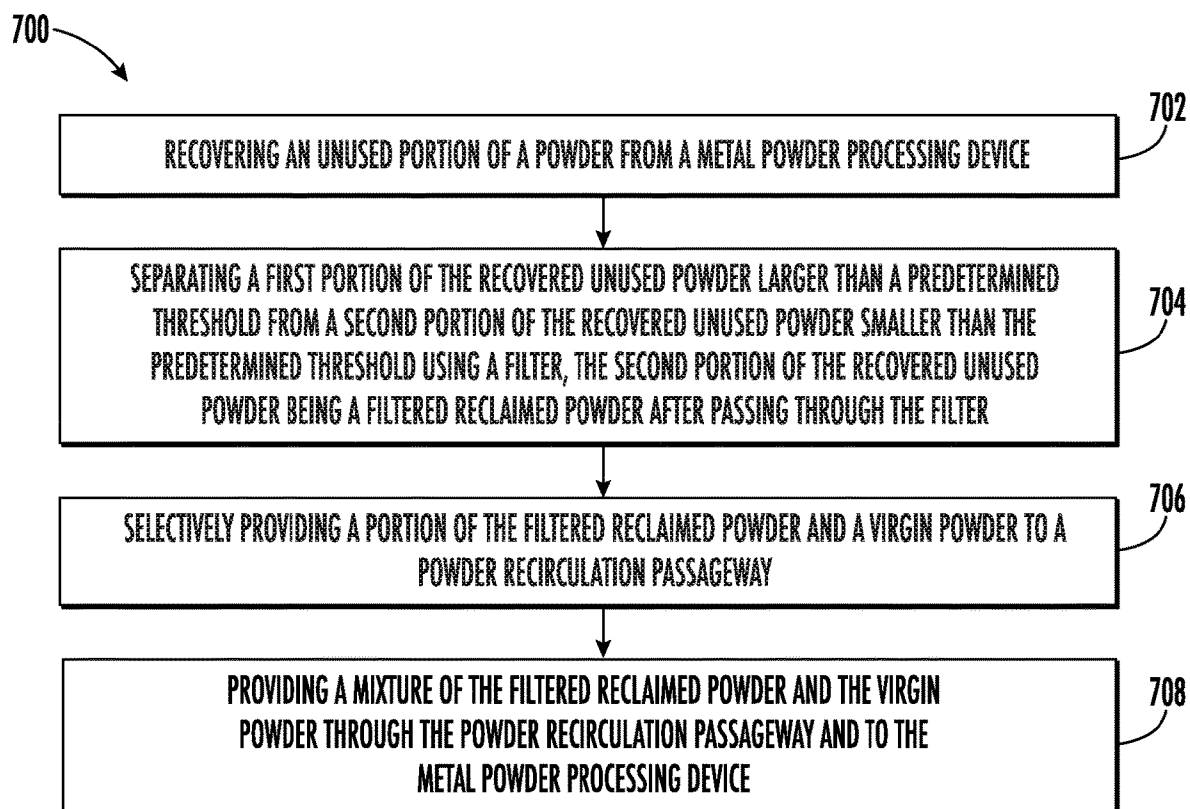 700
702
RECOVERING AN UNUSED PORTION OF A POWDER FROM A METAL POWDER PROCESSING DEVICE
SEPARATING A FIRST PORTION OF THE RECOVERED UNUSED POWDER LARGER THAN A PREDETERMINED
THRESHOLD FROM A SECOND PORTION OF THE RECOVERED UNUSED POWDER SMALLER THAN THE
PREDETERMINED THRESHOLD USING A FILTER, THE SECOND PORTION OF THE RECOVERED UNUSED
POWDER BEING A FILTERED RECLAIMED POWDER AFTER PASSING THROUGH THE FILTER
704
SELECTIVELY PROVIDING A PORTION OF THE FILTERED RECLAIMED POWDER AND A VIRGIN POWDER TO A
POWDER RECIRCULATION PASSAGEWAY
706
PROVIDING A MIXTURE OF THE FILTERED RECLAIMED POWDER AND THE VIRGIN
POWDER THROUGH THE POWDER RECIRCULATION PASSAGEWAY AND TO THE
METAL POWDER PROCESSING DEVICE
708